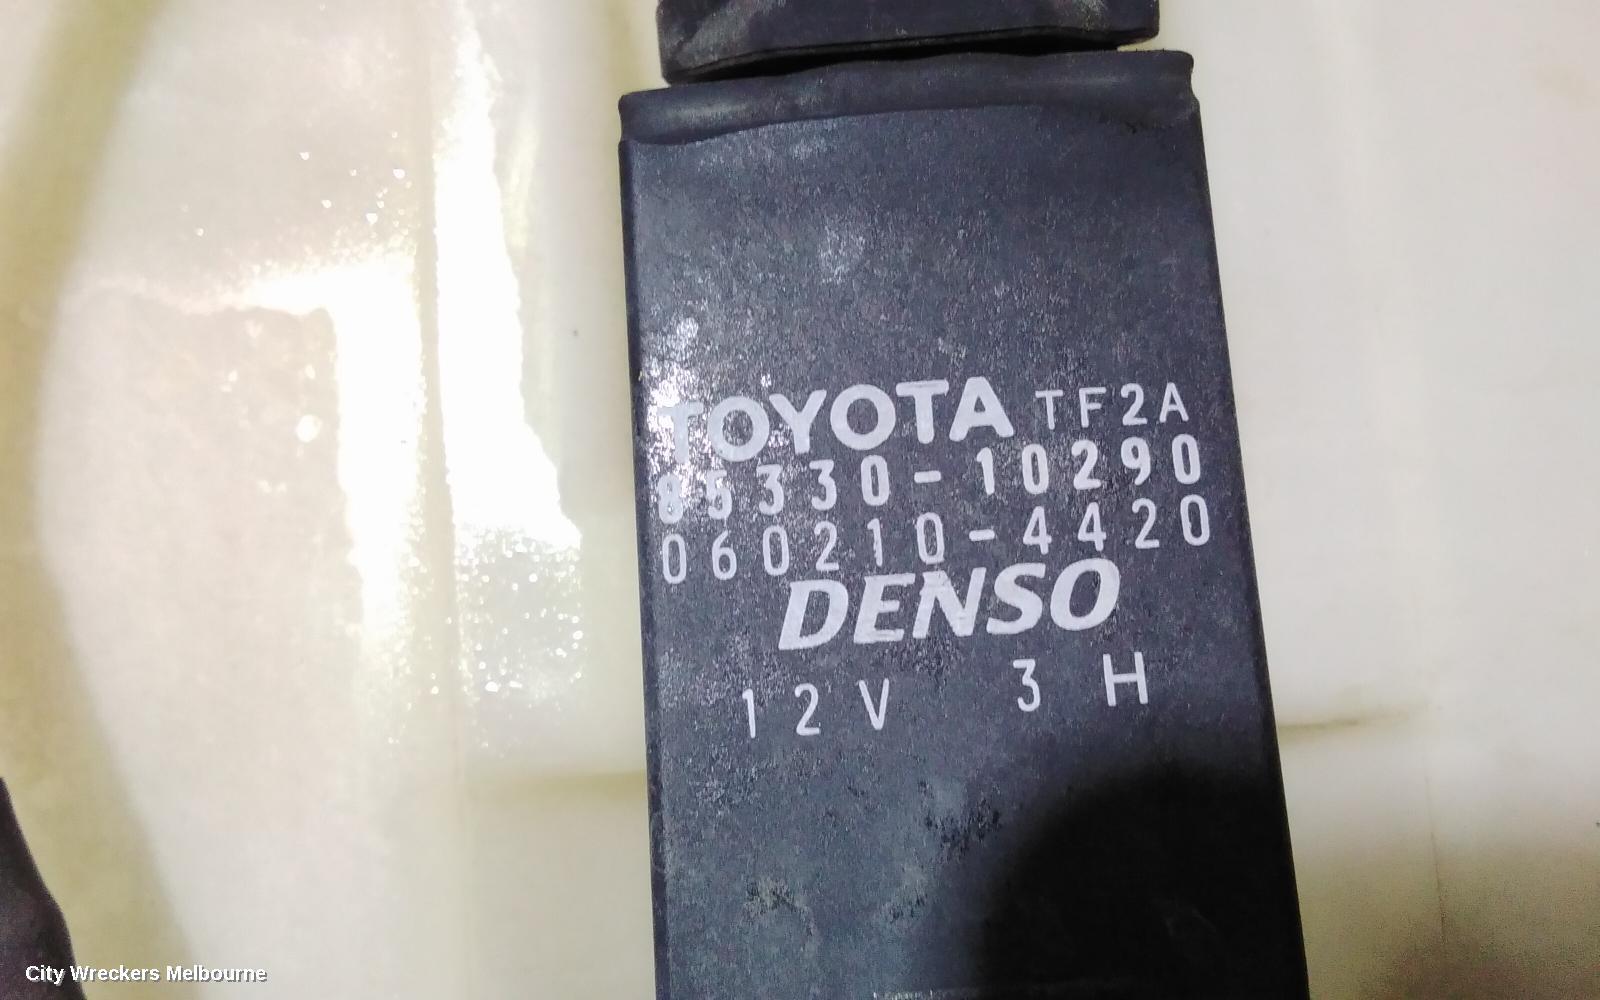 TOYOTA TF2A
85330-10290
060210-4420
DENSO
12V 3H
City Wreckers Melbourne